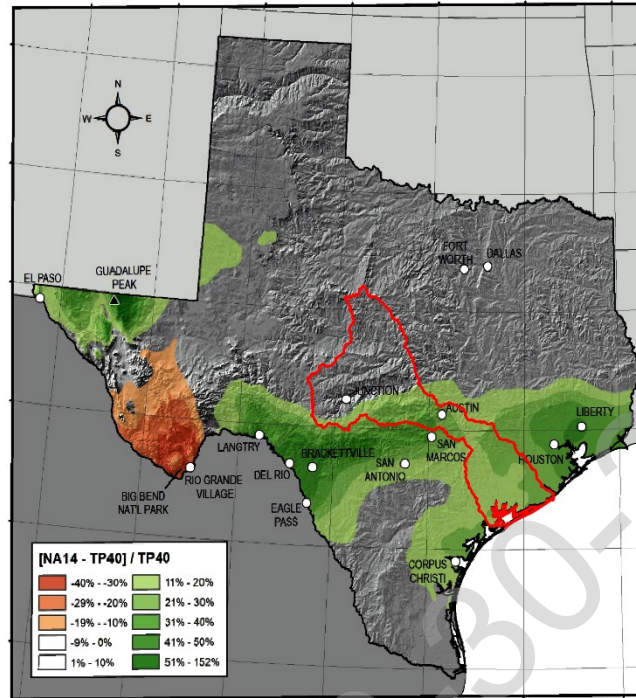 N
W E
S
FORT
WORTH
DALLAS
EL PASO
GUADALUPE
PEAK
JUNCTION
AUSTIN
LIBERTY
LANGTRY
SAN
MARCOS
HOUSTON
DEL RIO
BRACKETTVILLE
SAN
ANTONIO
RIO GRANDE
VILLAGE
BIG BEND
NAT'L PARK
EAGLE
PASS
CORPUS
CHRISTI
[NA14 - TP40] / TP40
-40% - -30%
11% - 20%
-29% - -20%
21% - 30%
-19% - -10%
31% - 40%
-9% - 0%
41% - 50%
1% - 10%
51% - 152%